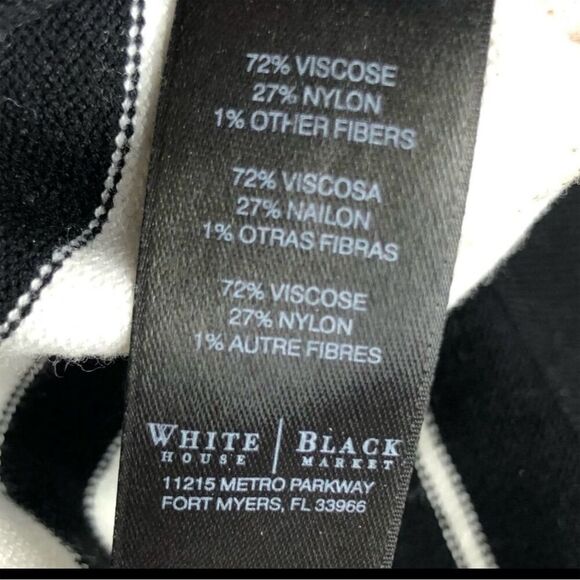 72% VISCOSE
27% NYLON
1% OTHER FIBERS
72% VISCOSA
27% NAILON
1% OTRAS FIBRAS
72% VISCOSE
27% NYLON
1% AUTRE FIBRES
WHITE | BLACK
HOUSE MARKET
11215 METRO PARKWAY
FORT MYERS, FL 33966